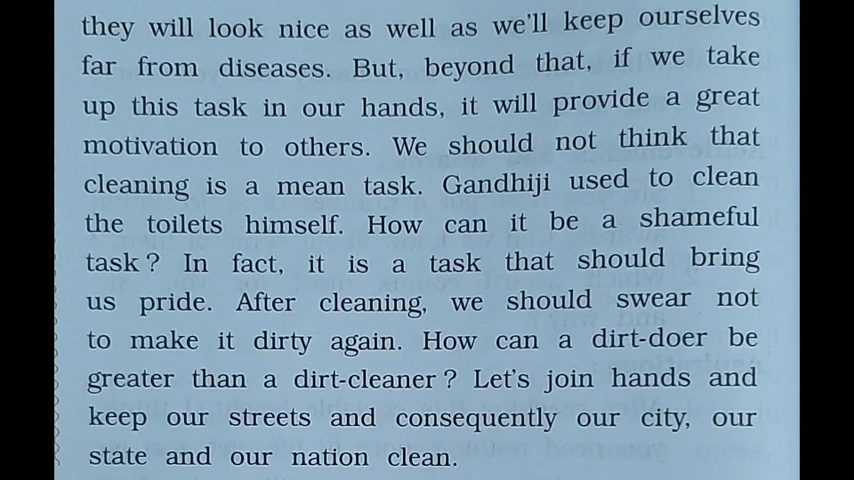 they will look nice as well as we'll keep ourselves
far from diseases. But, beyond that, if we take
up this task in our hands, it will provide a great
motivation to others. We should not think that
cleaning is a mean task. Gandhiji used to clean
the toilets himself. How can it be a shameful
task ? In fact, it is a task that should bring
us pride. After cleaning, we should swear not
to make it dirty again. How can a dirt-doer be
greater than a dirt-cleaner ? Let's join hands and
keep our streets and consequently our city, our
state and our nation clean.